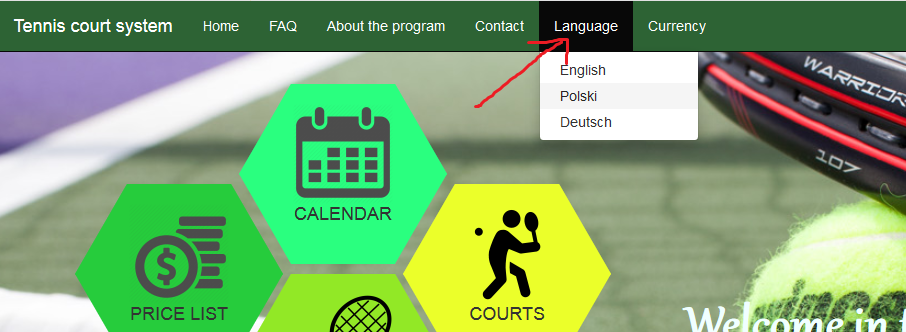 Tennis court system Home FAQ About the program Contact Language Currency
English
Polski
Deutsch
WARRIOR
107
CALENDAR
$
PRICE LIST
COURTS
Welcome in